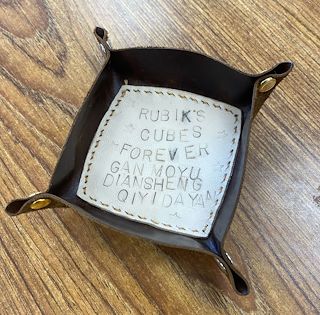 RUBIK'S
CUBES
FOREVER
GAN MOYU
DIANSHENG
QIYI DAYAN